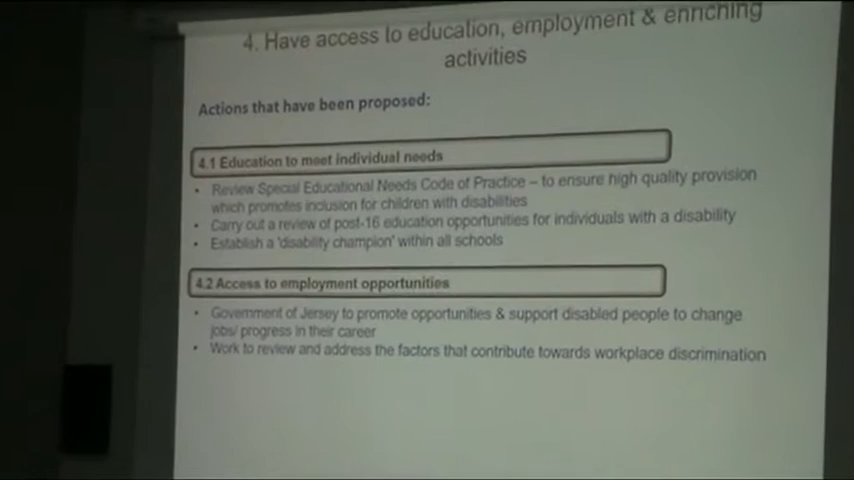 4. Have access to education, employment & enriching
activities
Actions that have been proposed:
4.1 Education to meet individual needs
• Review Special Educational Needs Code of Practice – to ensure high quality provision
which promotes inclusion for children with disabilities
• Carry out a review of post-16 education opportunities for individuals with a disability
• Establish a 'disability champion' within all schools
4.2 Access to employment opportunities
• Government of Jersey to promote opportunities & support disabled people to change
jobs/ progress in their career
• Work to review and address the factors that contribute towards workplace discrimination